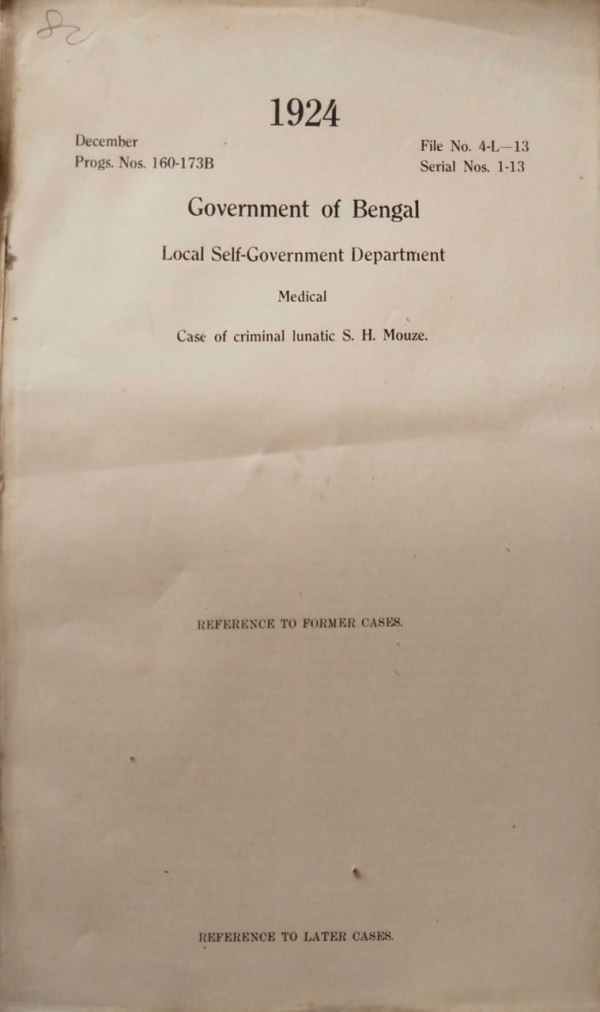 1924
December
File No. 4-L—13
Progs. Nos. 160-173B
Serial Nos. 1-13
Government of Bengal
Local Self-Government Department
Medical
Case of criminal lunatic S. H. Mouze.
REFERENCE TO FORMER CASES.
REFERENCE TO LATER CASES.